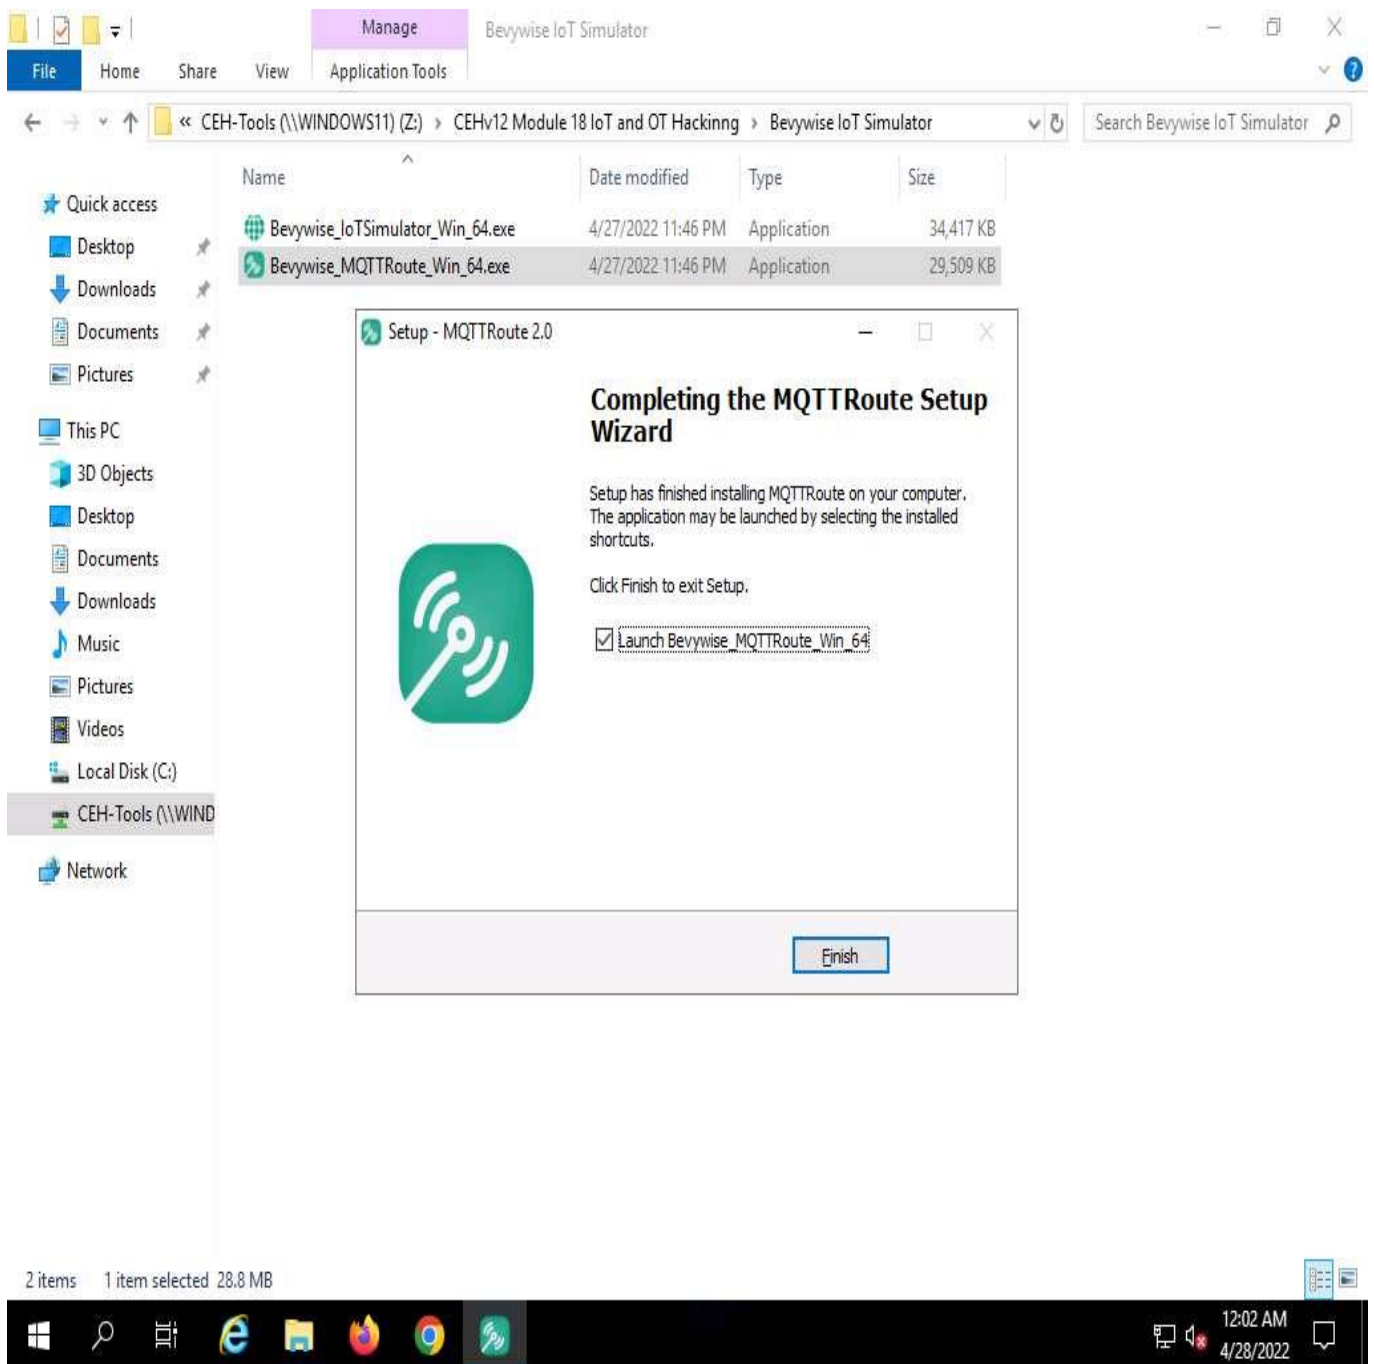 Manage
Bevywise IoT Simulator
File Home Share View Application Tools
« CEH-Tools (\\WINDOWS11) (Z:) › CEHv12 Module 18 IoT and OT Hackinng › Bevywise IoT Simulator
Search Bevywise IoT Simulator
Name Date modified Type Size
Bevywise_IoTSimulator_Win_64.exe 4/27/2022 11:46 PM Application 34,417 KB
Bevywise_MQTTRoute_Win_64.exe 4/27/2022 11:46 PM Application 29,509 KB
Quick access
Desktop
Downloads
Documents
Pictures
This PC
3D Objects
Desktop
Documents
Downloads
Music
Pictures
Videos
Local Disk (C:)
CEH-Tools (\\WIND
Network
Setup - MQTTRoute 2.0
Completing the MQTTRoute Setup
Wizard
Setup has finished installing MQTTRoute on your computer.
The application may be launched by selecting the installed
shortcuts.
Click Finish to exit Setup.
Launch Bevywise_MQTTRoute_Win_64
Finish
2 items 1 item selected 28.8 MB
12:02 AM
4/28/2022